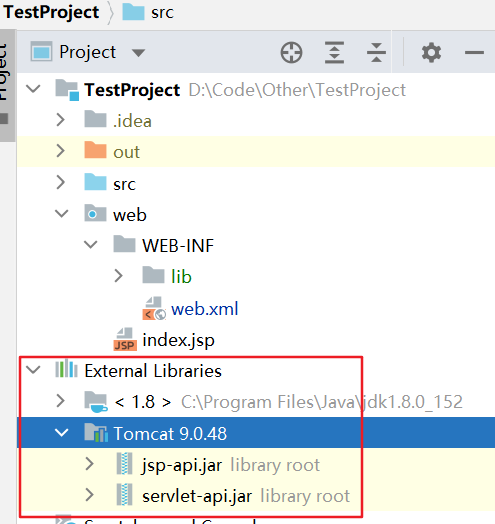 TestProject src
Project
Project
TestProject D:\Code\Other\TestProject
.idea
out
src
web
WEB-INF
lib
web.xml
JSP index.jsp
External Libraries
< 1.8 > C:\Program Files\Java\jdk1.8.0_152
Tomcat 9.0.48
jsp-api.jar library root
servlet-api.jar library root